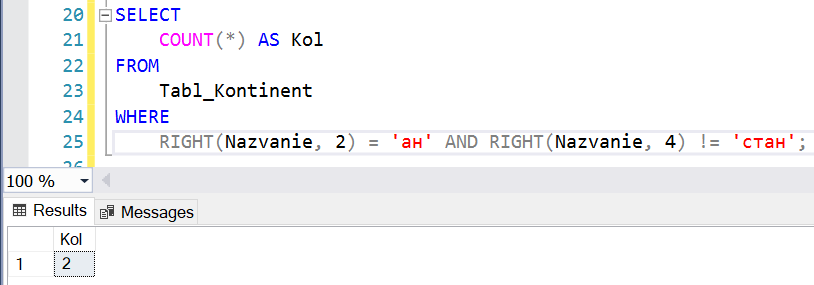 20 SELECT
21 COUNT(*) AS Kol
22 FROM
23 Tabl_Kontinent
24 WHERE
25 RIGHT(Nazvanie, 2) = 'ан' AND RIGHT(Nazvanie, 4) != 'стан';
100 %
Results Messages
Kol
1 2